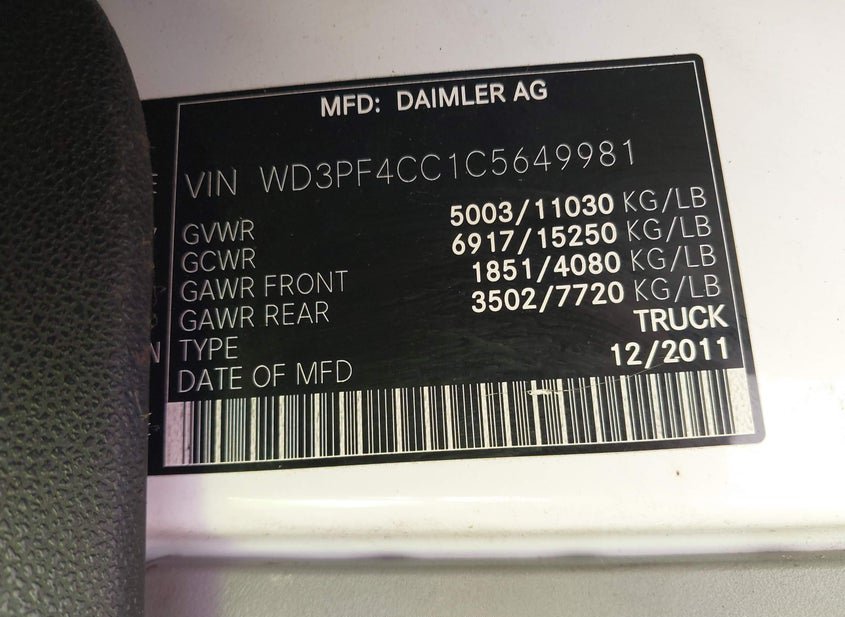 MFD: DAIMLER AG
VIN WD3PF4CC1C5649981
GVWR 5003/11030 KG/LB
GCWR 6917/15250 KG/LB
GAWR FRONT 1851/4080 KG/LB
GAWR REAR 3502/7720 KG/LB
TYPE TRUCK
DATE OF MFD 12/2011